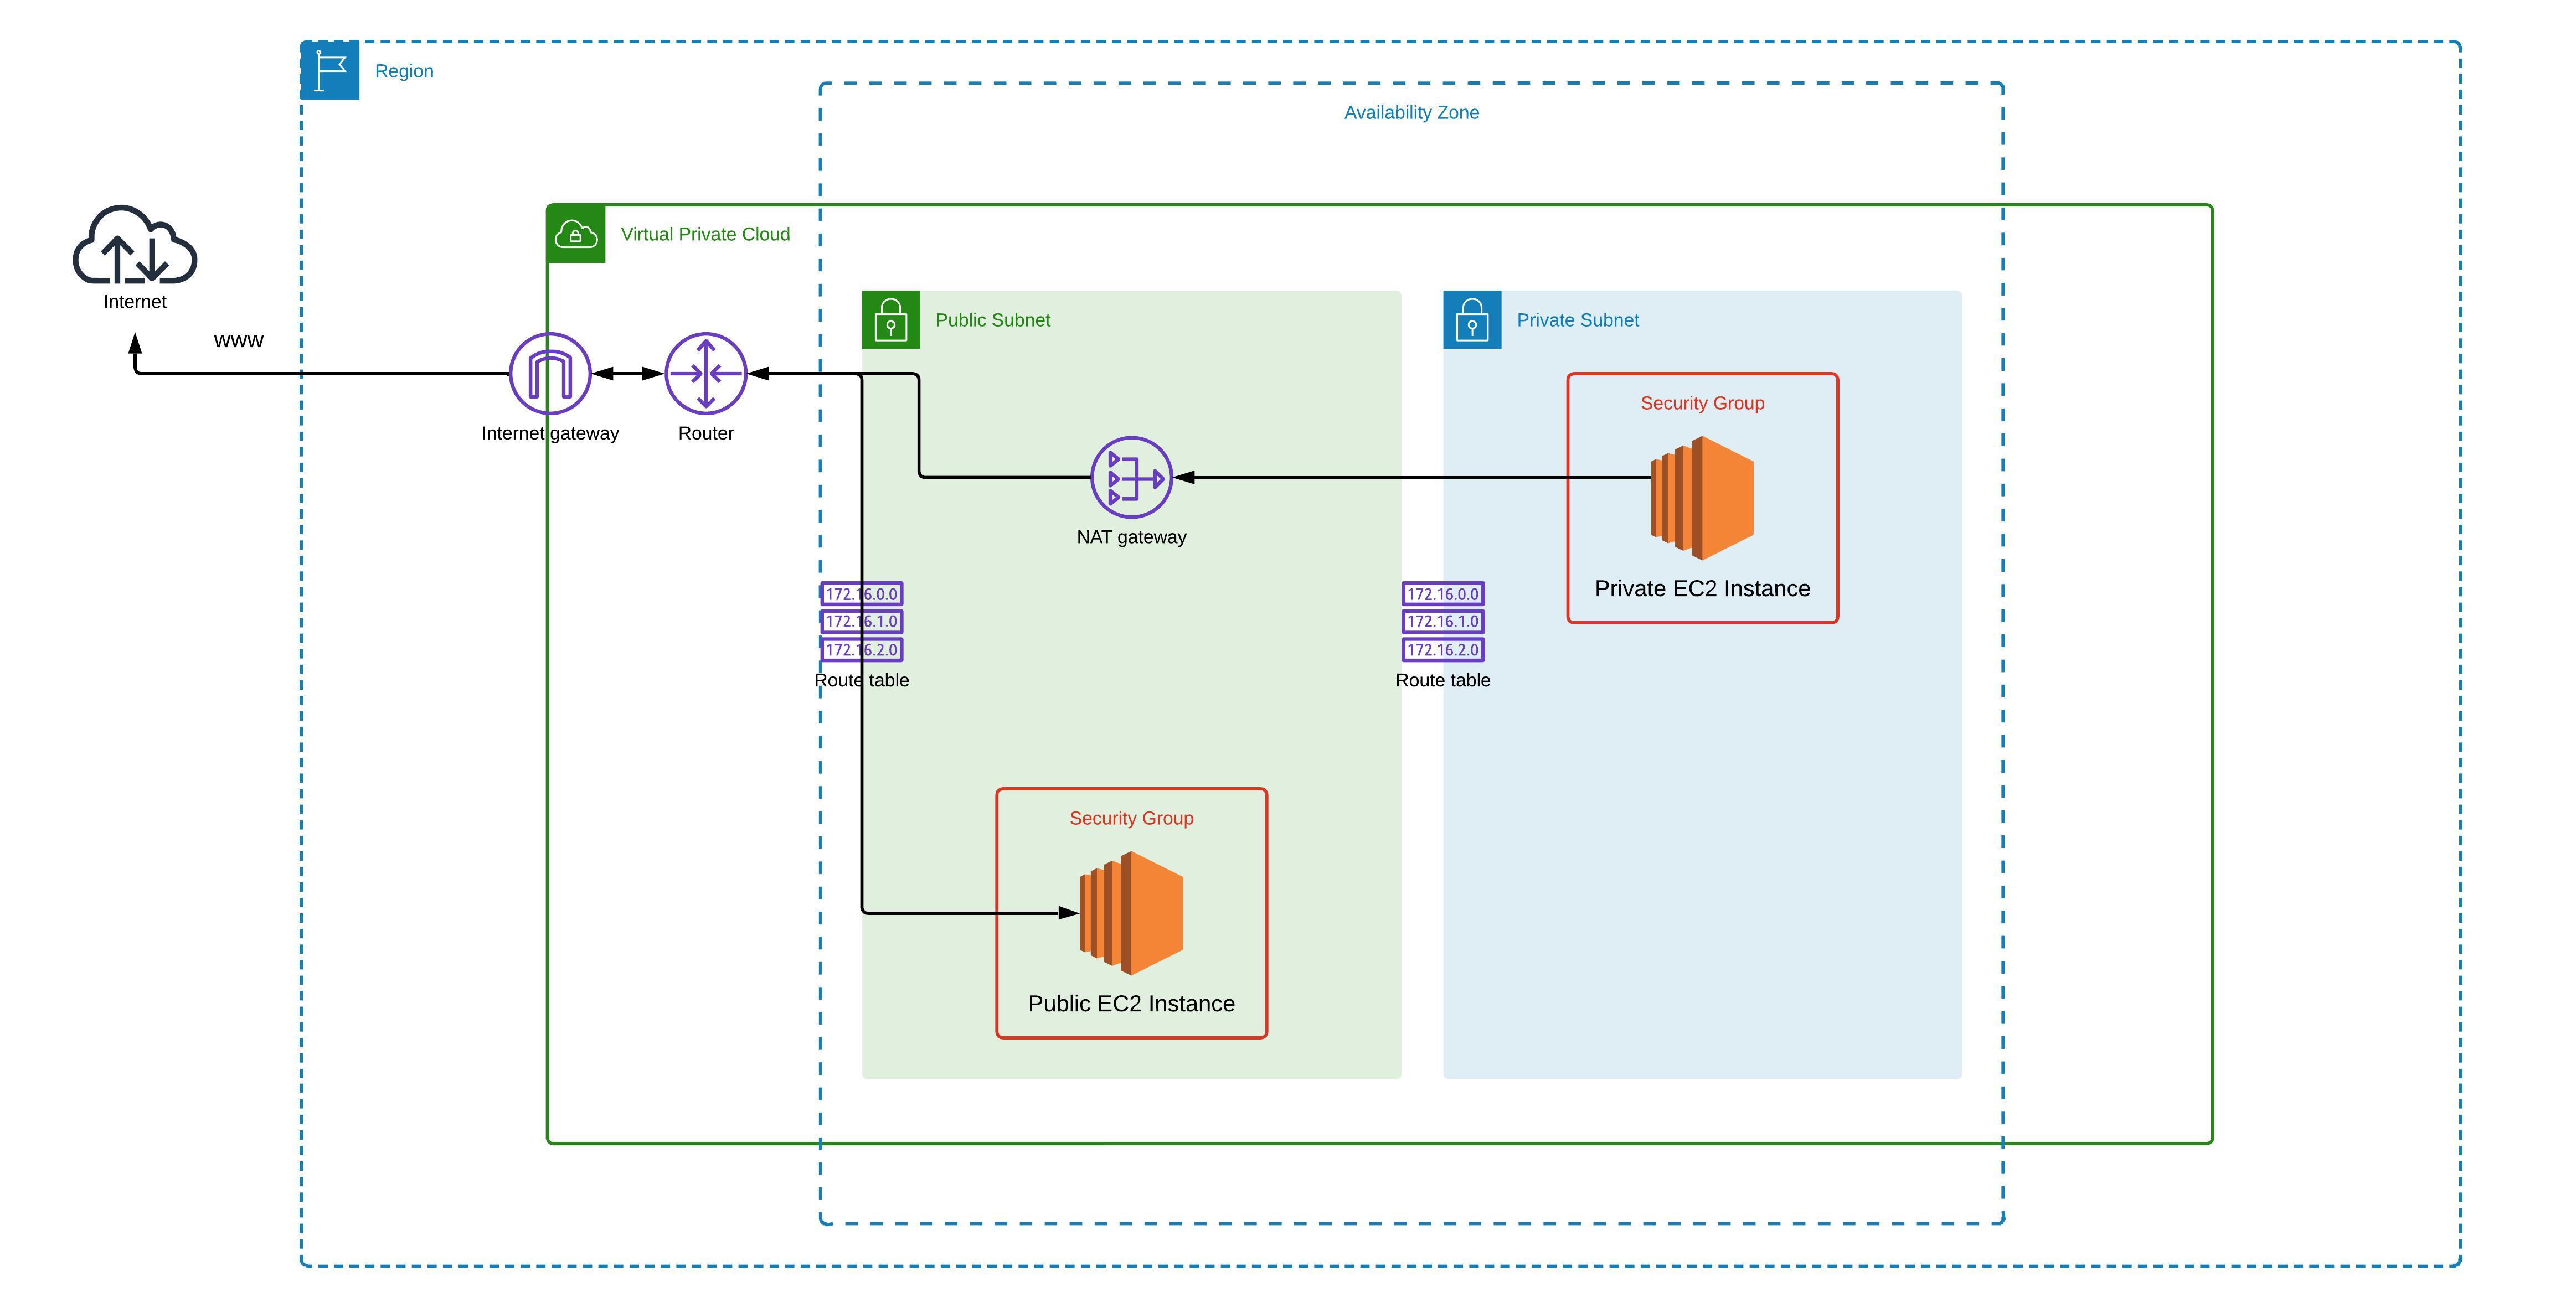 Region
Availability Zone
Virtual Private Cloud
Internet
www
Public Subnet
Private Subnet
Internet gateway
Router
Security Group
NAT gateway
Private EC2 Instance
172.16.0.0
172.16.1.0
172.16.2.0
Route table
172.16.0.0
172.16.1.0
172.16.2.0
Route table
Security Group
Public EC2 Instance